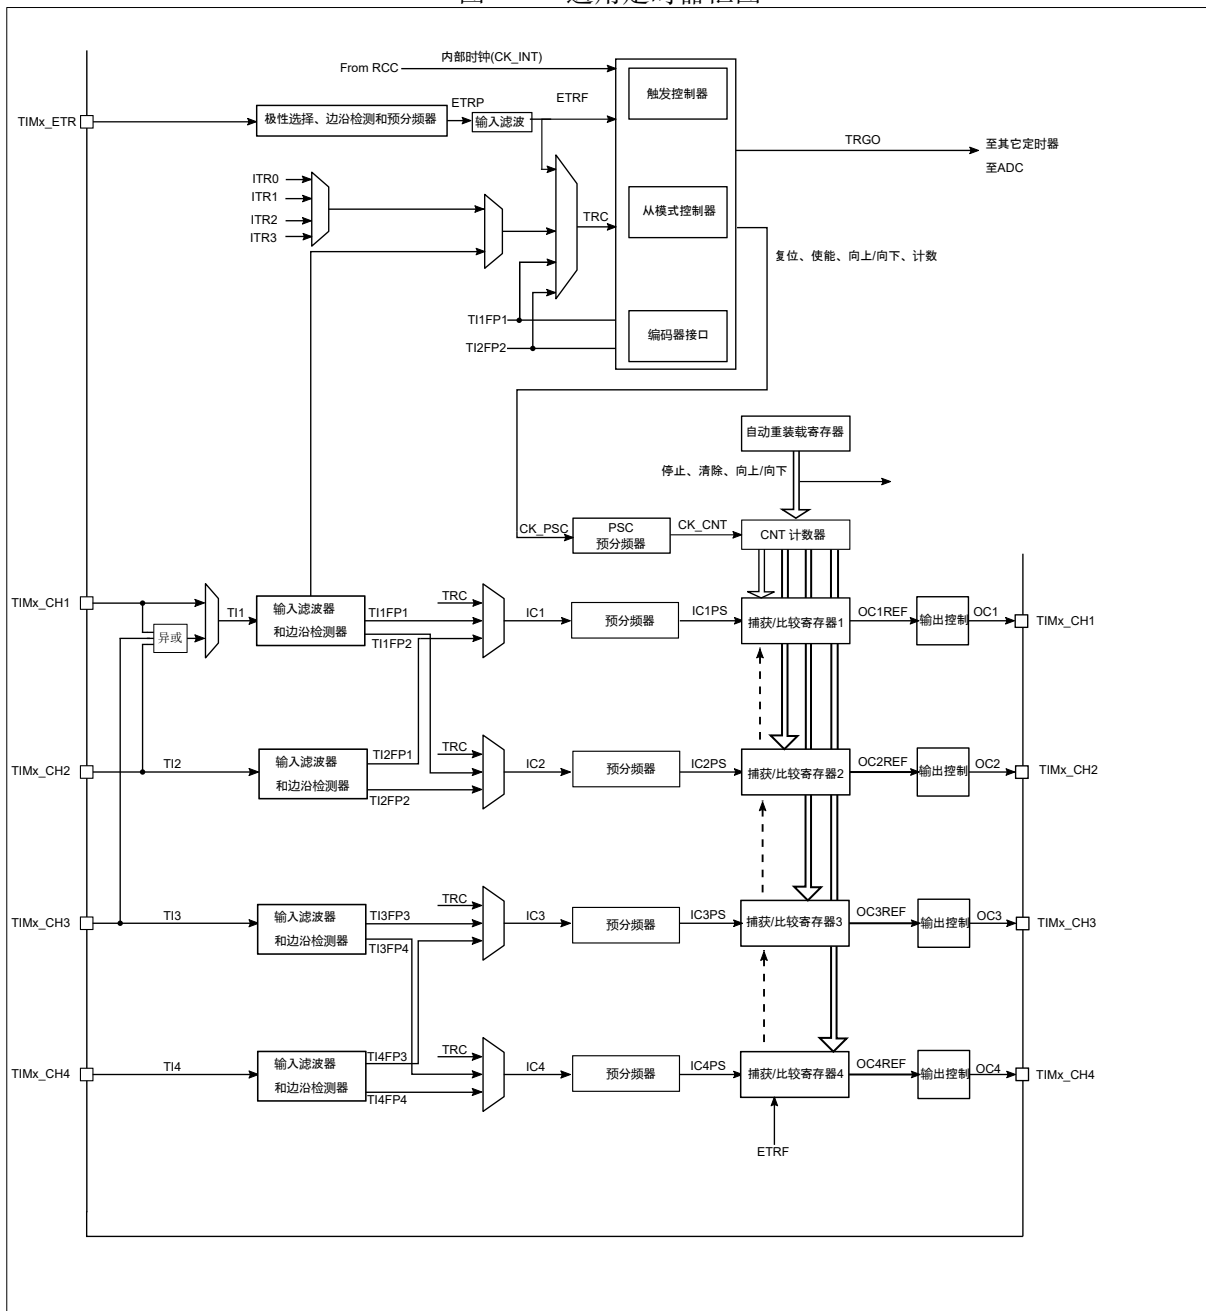 内部时钟(CK_INT)
From RCC
触发控制器
ETRP
ETRF
TIMx_ETR
极性选择、边沿检测和预分频器
输入滤波
TRGO
至其它定时器
至ADC
ITR0
ITR1
ITR2
ITR3
TRC
从模式控制器
复位、使能、向上/向下、计数
TI1FP1
TI2FP2
编码器接口
自动重装载寄存器
停止、清除、向上/向下
CK_PSC
PSC
预分频器
CK_CNT
CNT 计数器
TIMx_CH1
TI1
异或
输入滤波器
和边沿检测器
TI1FP1
TI1FP2
TRC
IC1
预分频器
IC1PS
捕获/比较寄存器1
OC1REF
输出控制
OC1
TIMx_CH1
TIMx_CH2
TI2
输入滤波器
和边沿检测器
TI2FP1
TI2FP2
TRC
IC2
预分频器
IC2PS
捕获/比较寄存器2
OC2REF
输出控制
OC2
TIMx_CH2
TIMx_CH3
TI3
输入滤波器
和边沿检测器
TI3FP3
TI3FP4
TRC
IC3
预分频器
IC3PS
捕获/比较寄存器3
OC3REF
输出控制
OC3
TIMx_CH3
TIMx_CH4
TI4
输入滤波器
和边沿检测器
TI4FP3
TI4FP4
TRC
IC4
预分频器
IC4PS
捕获/比较寄存器4
OC4REF
输出控制
OC4
TIMx_CH4
ETRF